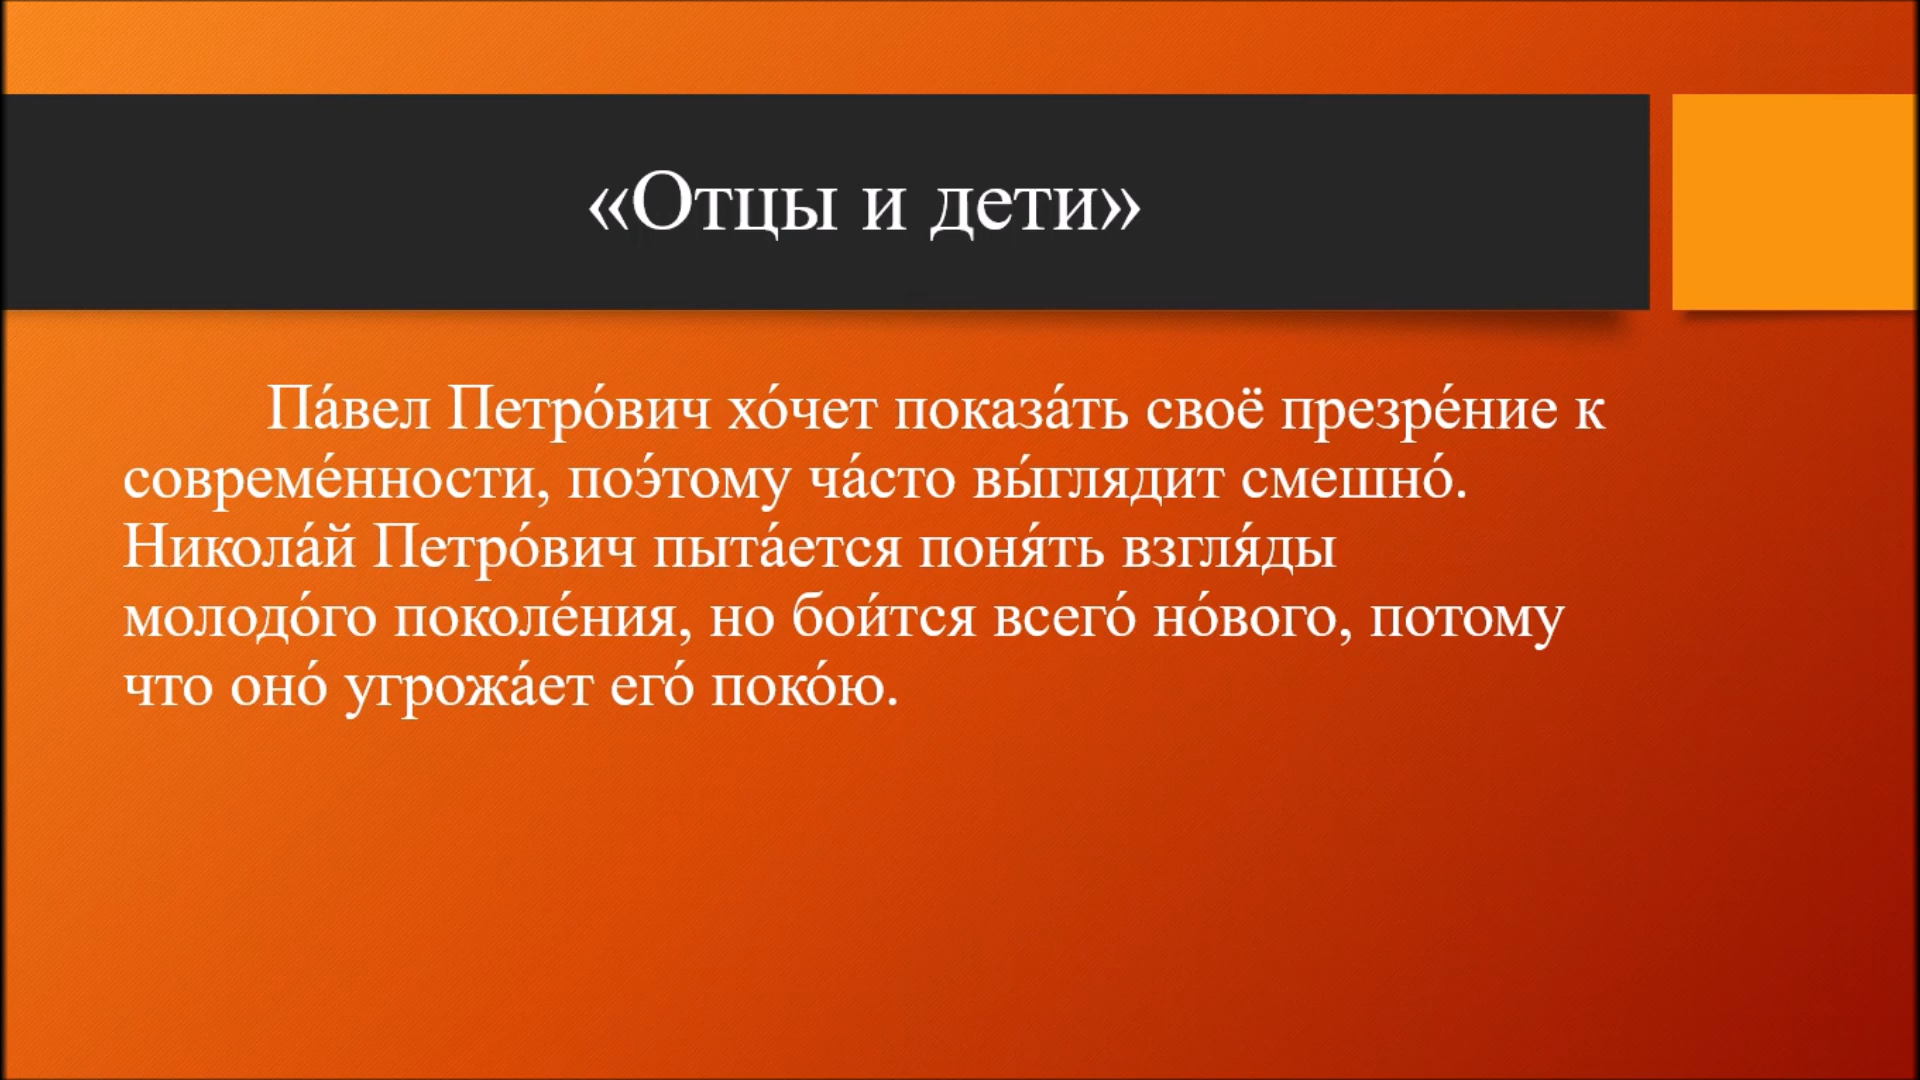 «Отцы и дети»
Па́вел Петро́вич хо́чет показа́ть своё презре́ние к
совреме́нности, поэ́тому ча́сто вы́глядит смешно́.
Никола́й Петро́вич пыта́ется поня́ть взгля́ды
молодо́го поколе́ния, но бои́тся всего́ но́вого, потому
что оно́ угрожа́ет его́ поко́ю.